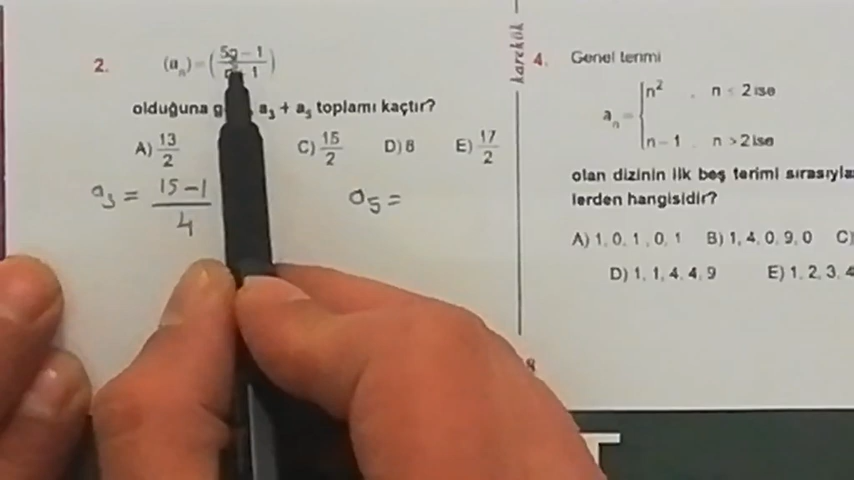 2. (a_n) = ( 5n - 1 / n + 1 )
olduğuna a₃ + a₅ toplamı kaçtır?
A) 13/2 C) 15/2 D) 8 E) 17/2
a₃ = 15-1 / 4
a₅ =
karekök
4. Genel terimi
a_n = { n² , n ≤ 2 ise
n - 1 , n > 2 ise
olan dizinin ilk beş terimi sırasıyla
lerden hangisidir?
A) 1, 0, 1, 0, 1 B) 1, 4, 0, 9, 0 C)
D) 1, 1, 4, 4, 9 E) 1, 2, 3, 4
8